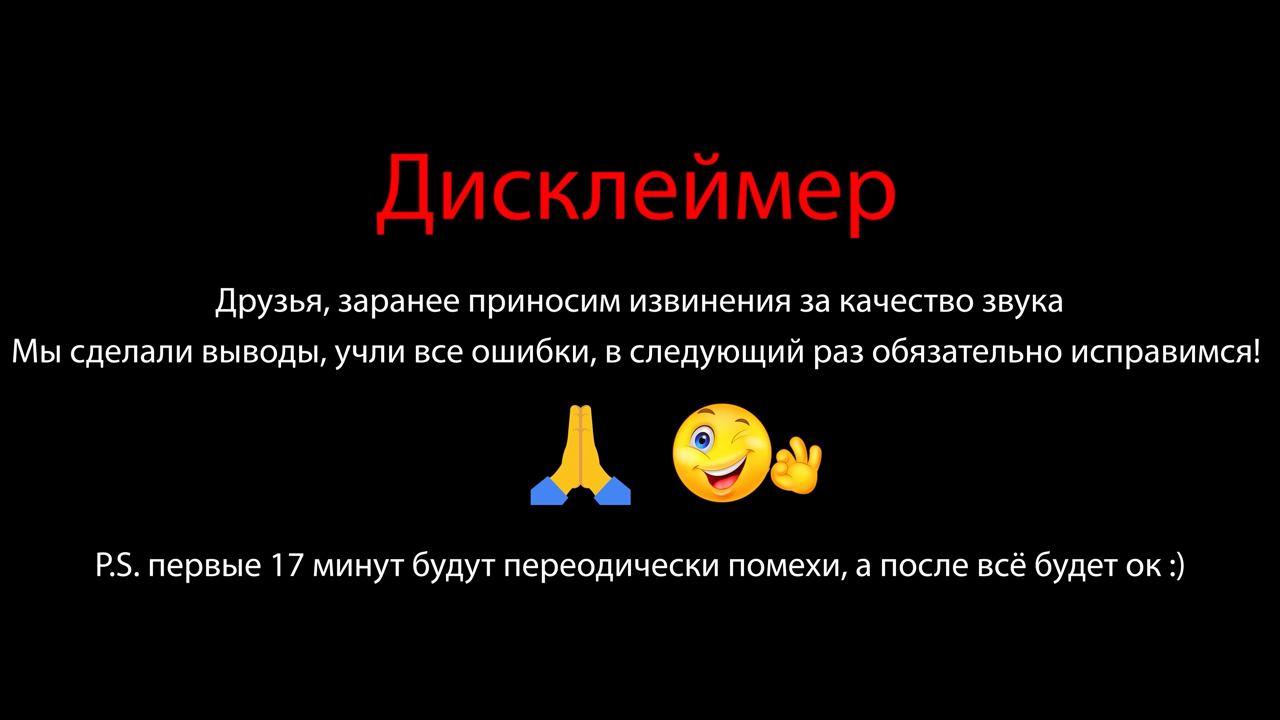 Дисклеймер
Друзья, заранее приносим извинения за качество звука
Мы сделали выводы, учли все ошибки, в следующий раз обязательно исправимся!
P.S. первые 17 минут будут переодически помехи, а после всё будет ок :)